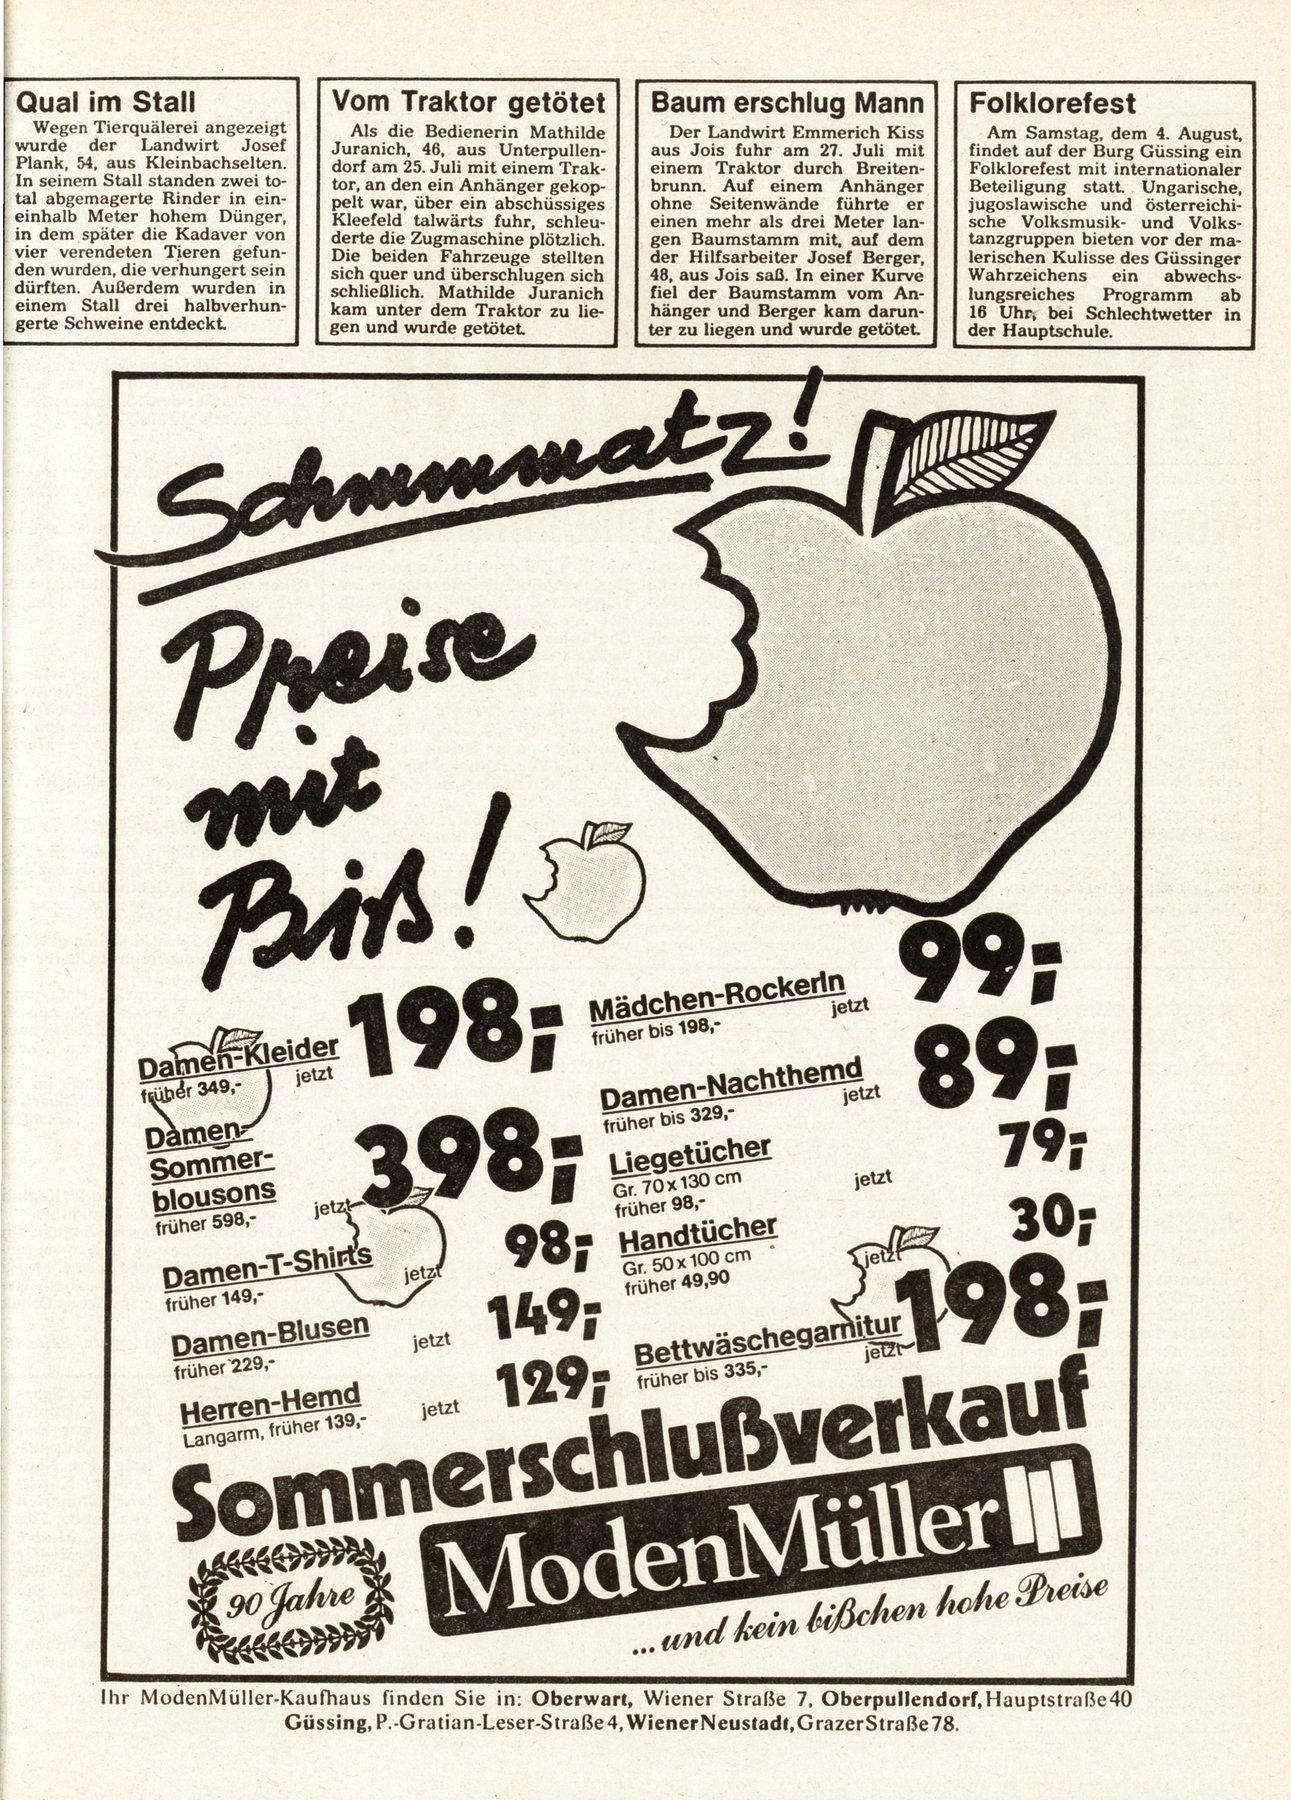 Qual im Stall
Wegen Tierquälerei angezeigt
wurde der Landwirt Josef
Plank, 54, aus Kleinbachselten.
In seinem Stall standen zwei to-
tal abgemagerte Rinder in ein-
einhalb Meter hohem Dünger,
in dem später die Kadaver von
vier verendeten Tieren gefun-
den wurden, die verhungert sein
dürften. Außerdem wurden in
einem Stall drei halbverhun-
gerte Schweine entdeckt.
Vom Traktor getötet
Als die Bedienerin Mathilde
Juranich, 46, aus Unterpullen-
dorf am 25. Juli mit einem Trak-
tor, an den ein Anhänger gekop-
pelt war, über ein abschüssiges
Kleefeld talwärts fuhr, schleu-
derte die Zugmaschine plötzlich.
Die beiden Fahrzeuge stellten
sich quer und überschlugen sich
schließlich. Mathilde Juranich
kam unter dem Traktor zu lie-
gen und wurde getötet.
Baum erschlug Mann
Der Landwirt Emmerich Kiss
aus Jois fuhr am 27. Juli mit
einem Traktor durch Breiten-
brunn. Auf einem Anhänger
ohne Seitenwände führte er
einen mehr als drei Meter lan-
gen Baumstamm mit, auf dem
der Hilfsarbeiter Josef Berger,
48, aus Jois saß. In einer Kurve
fiel der Baumstamm vom An-
hänger und Berger kam darun-
ter zu liegen und wurde getötet.
Folklorefest
Am Samstag, dem 4. August,
findet auf der Burg Güssing ein
Folklorefest mit internationaler
Beteiligung statt. Ungarische,
jugoslawische und österreichi-
sche Volksmusik- und Volks-
tanzgruppen bieten vor der ma-
lerischen Kulisse des Güssinger
Wahrzeichens ein abwechs-
lungsreiches Programm ab
16 Uhr, bei Schlechtwetter in
der Hauptschule.
Schmmmatz!
Preise
mit
Biß!
Damen-Kleider
früher 349,- jetzt 198,-
Damen-
Sommer-
blousons
früher 598,- jetzt 398,-
Damen-T-Shirts
früher 149,- jetzt 98,-
Damen-Blusen
früher 229,- jetzt 149,-
Herren-Hemd
Langarm, früher 139,- jetzt 129,-
Mädchen-Rockerln
früher bis 198,- jetzt 99,-
Damen-Nachthemd
früher bis 329,- jetzt 89,-
Liegetücher
Gr. 70 x 130 cm
früher 98,- jetzt 79,-
Handtücher
Gr. 50 x 100 cm
früher 49,90 jetzt 30,-
Bettwäschegarnitur
früher bis 335,- jetzt 198,-
Sommerschlußverkauf
90 Jahre
ModenMüller
...und kein bißchen hohe Preise
Ihr ModenMüller-Kaufhaus finden Sie in: Oberwart, Wiener Straße 7, Oberpullendorf, Hauptstraße 40
Güssing, P.-Gratian-Leser-Straße 4, Wiener Neustadt, Grazer Straße 78.